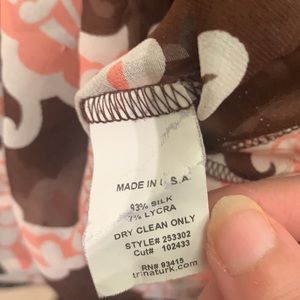 MADE IN U.S.A.
93% SILK
7% LYCRA
DRY CLEAN ONLY
STYLE# 253302
Cut# 102433
RN# 93415
trinaturk.com